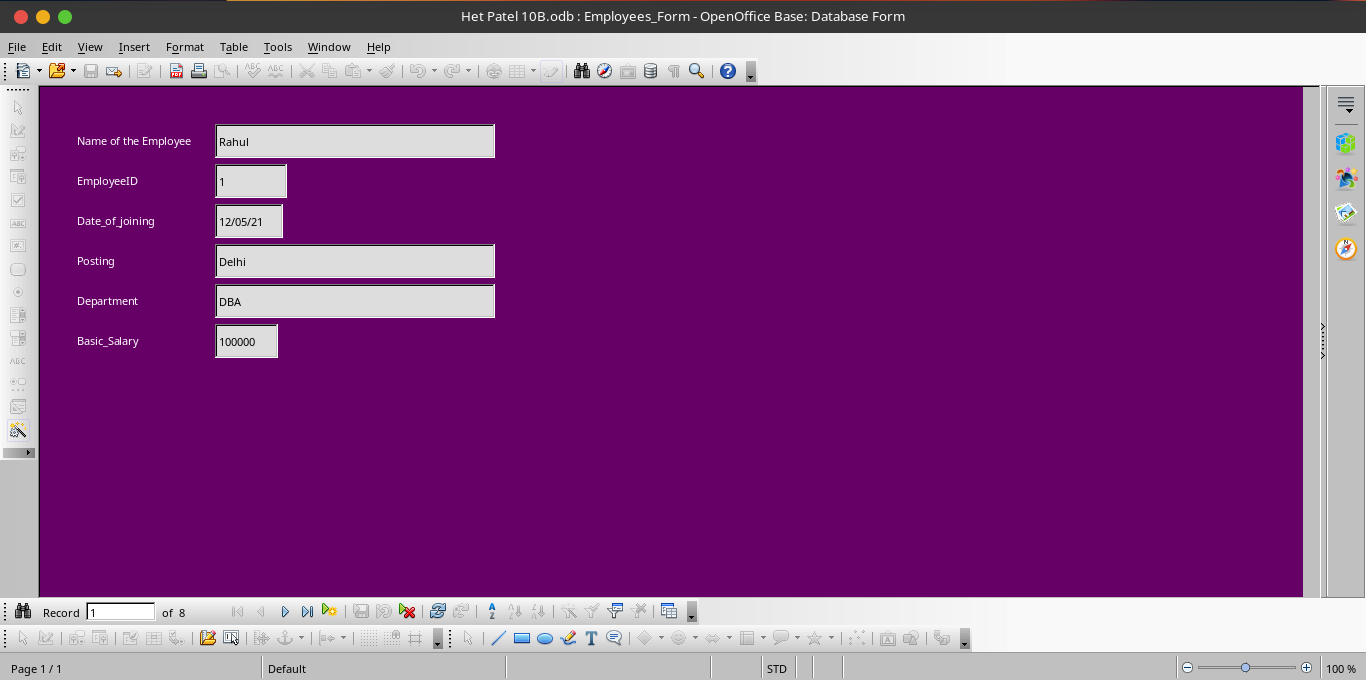 Het Patel 10B.odb : Employees_Form - OpenOffice Base: Database Form
File Edit View Insert Format Table Tools Window Help
Name of the Employee Rahul
EmployeeID 1
Date_of_joining 12/05/21
Posting Delhi
Department DBA
Basic_Salary 100000
Record 1 of 8
Page 1 / 1 Default STD 100 %